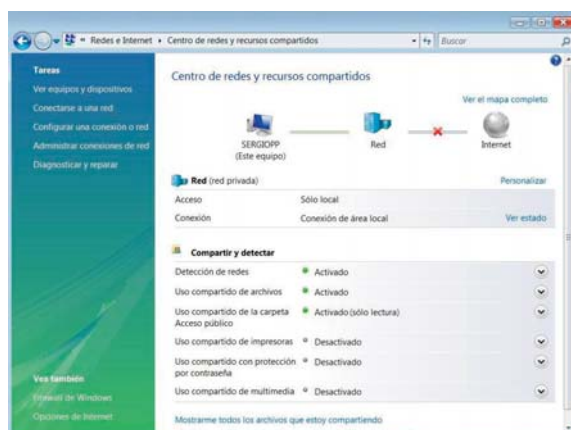 « Redes e Internet ▸ Centro de redes y recursos compartidos
Buscar
Tareas
Ver equipos y dispositivos
Conectarse a una red
Configurar una conexión o red
Administrar conexiones de red
Diagnosticar y reparar
Centro de redes y recursos compartidos
Ver el mapa completo
SERGIOPP
(Este equipo)
Red
Internet
Red (red privada)
Personalizar
Acceso
Sólo local
Conexión
Conexión de área local
Ver estado
Compartir y detectar
Detección de redes
Activado
Uso compartido de archivos
Activado
Uso compartido de la carpeta
Acceso público
Activado (sólo lectura)
Uso compartido de impresoras
Desactivado
Uso compartido con protección
por contraseña
Desactivado
Uso compartido de multimedia
Desactivado
Mostrarme todos los archivos que estoy compartiendo
Vea también
Firewall de Windows
Opciones de Internet